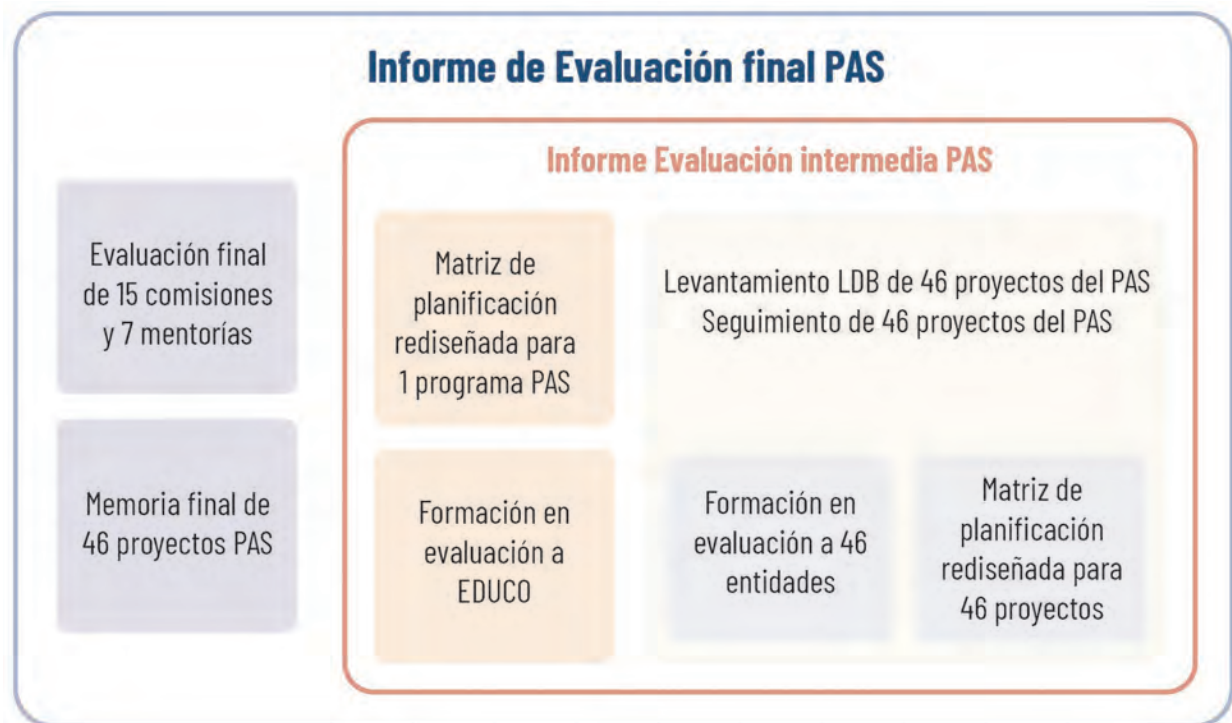 Informe de Evaluación final PAS
Informe Evaluación intermedia PAS
Evaluación final
de 15 comisiones
y 7 mentorías
Memoria final de
46 proyectos PAS
Matriz de
planificación
rediseñada para
1 programa PAS
Formación en
evaluación a
EDUCO
Levantamiento LDB de 46 proyectos del PAS
Seguimiento de 46 proyectos del PAS
Formación en
evaluación a 46
entidades
Matriz de
planificación
rediseñada para
46 proyectos